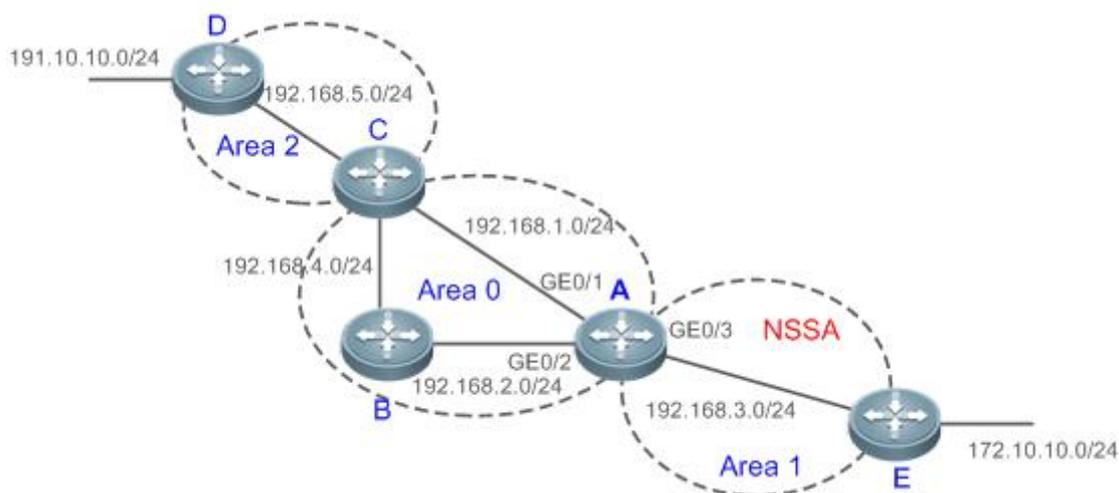 D
191.10.10.0/24
192.168.5.0/24
C
Area 2
192.168.1.0/24
192.168.4.0/24
GE0/1
Area 0
A
GE0/3
NSSA
GE0/2
192.168.2.0/24
B
192.168.3.0/24
172.10.10.0/24
Area 1
E